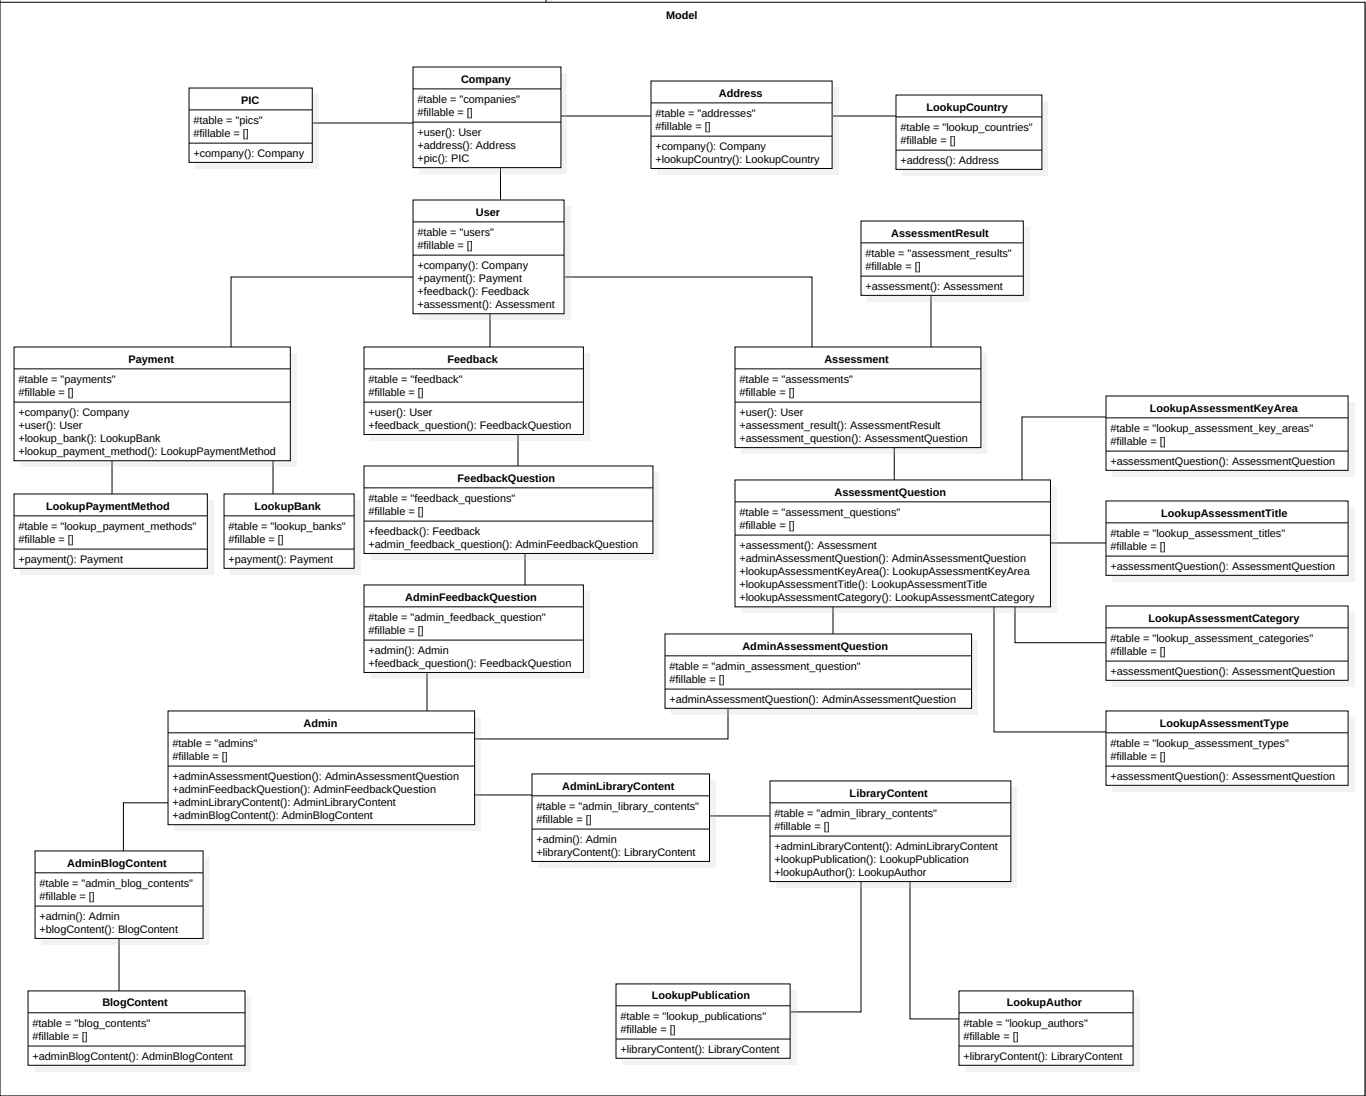 Model
PIC
#table = "pics"
#fillable = []
+company(): Company
Company
#table = "companies"
#fillable = []
+user(): User
+address(): Address
+pic(): PIC
Address
#table = "addresses"
#fillable = []
+company(): Company
+lookupCountry(): LookupCountry
LookupCountry
#table = "lookup_countries"
#fillable = []
+address(): Address
User
#table = "users"
#fillable = []
+company(): Company
+payment(): Payment
+feedback(): Feedback
+assessment(): Assessment
AssessmentResult
#table = "assessment_results"
#fillable = []
+assessment(): Assessment
Payment
#table = "payments"
#fillable = []
+company(): Company
+user(): User
+lookup_bank(): LookupBank
+lookup_payment_method(): LookupPaymentMethod
Feedback
#table = "feedback"
#fillable = []
+user(): User
+feedback_question(): FeedbackQuestion
Assessment
#table = "assessments"
#fillable = []
+user(): User
+assessment_result(): AssessmentResult
+assessment_question(): AssessmentQuestion
LookupAssessmentKeyArea
#table = "lookup_assessment_key_areas"
#fillable = []
+assessmentQuestion(): AssessmentQuestion
LookupPaymentMethod
#table = "lookup_payment_methods"
#fillable = []
+payment(): Payment
LookupBank
#table = "lookup_banks"
#fillable = []
+payment(): Payment
FeedbackQuestion
#table = "feedback_questions"
#fillable = []
+feedback(): Feedback
+admin_feedback_question(): AdminFeedbackQuestion
AssessmentQuestion
#table = "assessment_questions"
#fillable = []
+assessment(): Assessment
+adminAssessmentQuestion(): AdminAssessmentQuestion
+lookupAssessmentKeyArea(): LookupAssessmentKeyArea
+lookupAssessmentTitle(): LookupAssessmentTitle
+lookupAssessmentCategory(): LookupAssessmentCategory
LookupAssessmentTitle
#table = "lookup_assessment_titles"
#fillable = []
+assessmentQuestion(): AssessmentQuestion
AdminFeedbackQuestion
#table = "admin_feedback_question"
#fillable = []
+admin(): Admin
+feedback_question(): FeedbackQuestion
LookupAssessmentCategory
#table = "lookup_assessment_categories"
#fillable = []
+assessmentQuestion(): AssessmentQuestion
AdminAssessmentQuestion
#table = "admin_assessment_question"
#fillable = []
+adminAssessmentQuestion(): AdminAssessmentQuestion
Admin
#table = "admins"
#fillable = []
+adminAssessmentQuestion(): AdminAssessmentQuestion
+adminFeedbackQuestion(): AdminFeedbackQuestion
+adminLibraryContent(): AdminLibraryContent
+adminBlogContent(): AdminBlogContent
LookupAssessmentType
#table = "lookup_assessment_types"
#fillable = []
+assessmentQuestion(): AssessmentQuestion
AdminLibraryContent
#table = "admin_library_contents"
#fillable = []
+admin(): Admin
+libraryContent(): LibraryContent
LibraryContent
#table = "admin_library_contents"
#fillable = []
+adminLibraryContent(): AdminLibraryContent
+lookupPublication(): LookupPublication
+lookupAuthor(): LookupAuthor
AdminBlogContent
#table = "admin_blog_contents"
#fillable = []
+admin(): Admin
+blogContent(): BlogContent
BlogContent
#table = "blog_contents"
#fillable = []
+adminBlogContent(): AdminBlogContent
LookupPublication
#table = "lookup_publications"
#fillable = []
+libraryContent(): LibraryContent
LookupAuthor
#table = "lookup_authors"
#fillable = []
+libraryContent(): LibraryContent